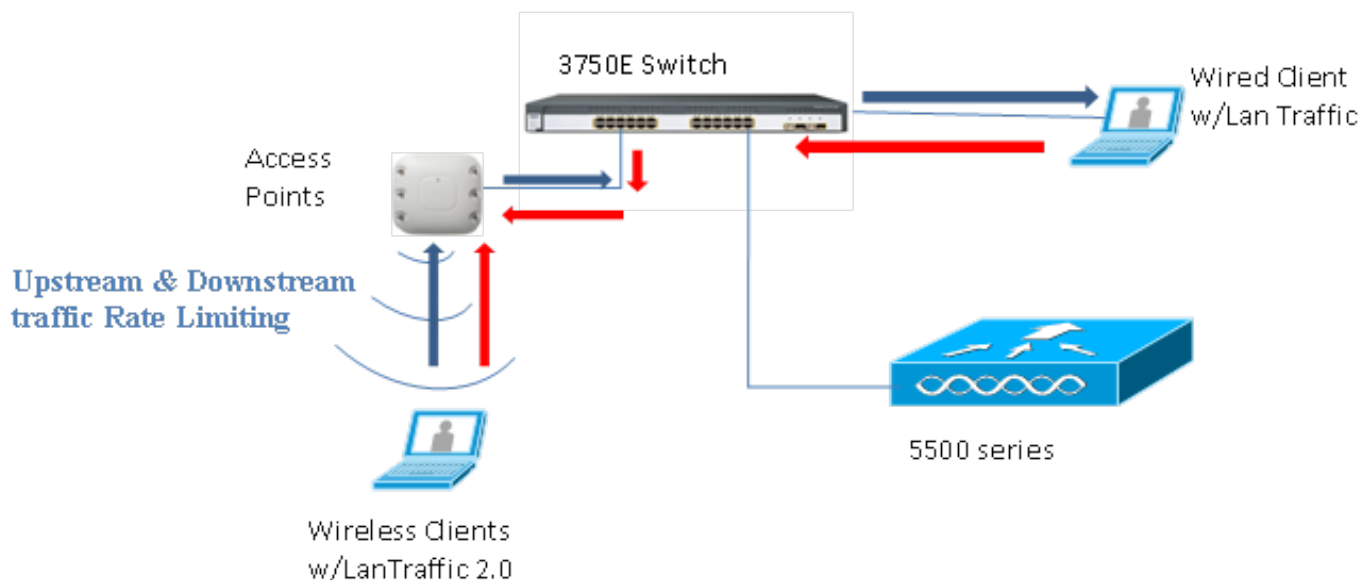 3750E Switch
Wired Client
w/Lan Traffic
Access
Points
Upstream & Downstream
traffic Rate Limiting
5500 series
Wireless Clients
w/LanTraffic 2.0